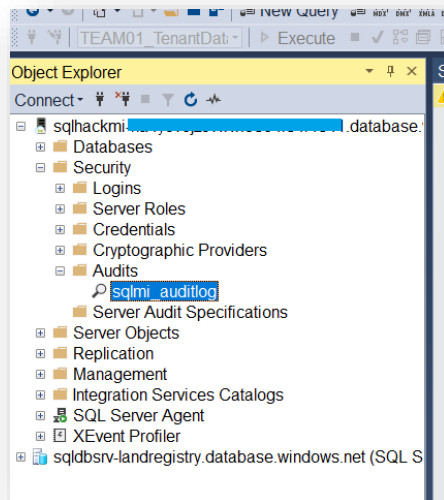 New Query
TEAM01_TenantDat
Execute
Object Explorer
Connect
sqlhackmi- .database.
Databases
Security
Logins
Server Roles
Credentials
Cryptographic Providers
Audits
sqlmi_auditlog
Server Audit Specifications
Server Objects
Replication
Management
Integration Services Catalogs
SQL Server Agent
XEvent Profiler
sqldbsrv-landregistry.database.windows.net (SQL S